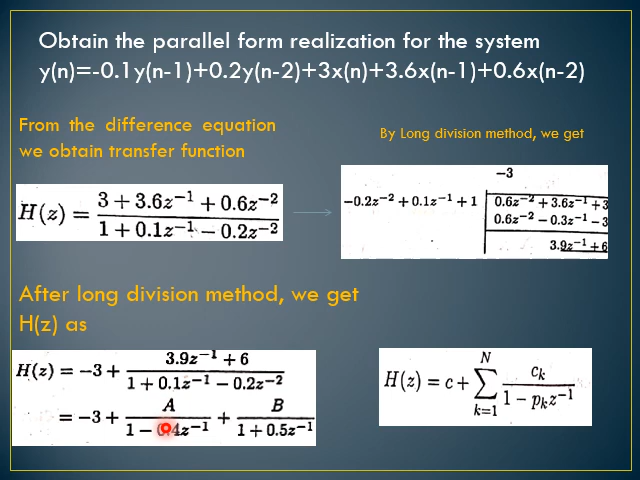 Obtain the parallel form realization for the system
y(n)=-0.1y(n-1)+0.2y(n-2)+3x(n)+3.6x(n-1)+0.6x(n-2)
From the difference equation
we obtain transfer function
By Long division method, we get
H(z) = (3 + 3.6z⁻¹ + 0.6z⁻²) / (1 + 0.1z⁻¹ − 0.2z⁻²)
−3
−0.2z⁻² + 0.1z⁻¹ + 1 | 0.6z⁻² + 3.6z⁻¹ + 3
0.6z⁻² − 0.3z⁻¹ − 3
3.9z⁻¹ + 6
After long division method, we get
H(z) as
H(z) = −3 + (3.9z⁻¹ + 6) / (1 + 0.1z⁻¹ − 0.2z⁻²)
= −3 + A / (1 − 0.4z⁻¹) + B / (1 + 0.5z⁻¹)
H(z) = c + ∑ₖ₌₁ᴺ cₖ / (1 − pₖz⁻¹)